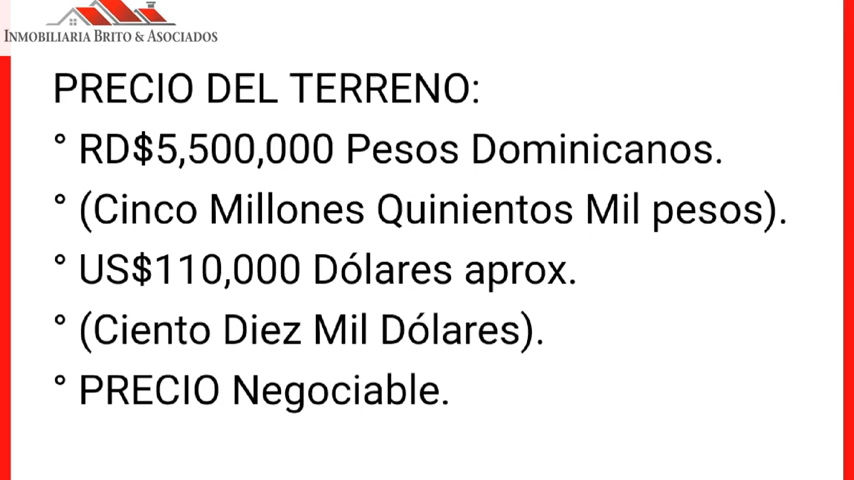 INMOBILIARIA BRITO & ASOCIADOS
PRECIO DEL TERRENO:
° RD$5,500,000 Pesos Dominicanos.
° (Cinco Millones Quinientos Mil pesos).
° US$110,000 Dólares aprox.
° (Ciento Diez Mil Dólares).
° PRECIO Negociable.